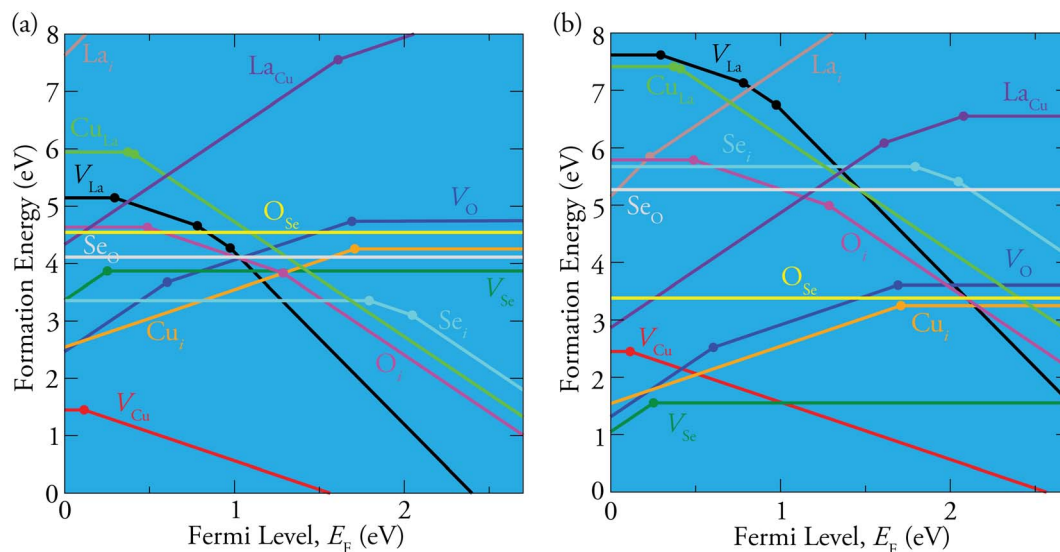 (a)
8
7
6
5
4
3
2
1
0
Formation Energy (eV)
0 1 2
Fermi Level, E_F (eV)
La_i
La_Cu
Cu_La
V_La
O_Se
V_O
Se_O
V_Se
Cu_i
Se_i
O_i
V_Cu
(b)
8
7
6
5
4
3
2
1
0
Formation Energy (eV)
0 1 2
Fermi Level, E_F (eV)
V_La
La_i
La_Cu
Cu_La
Se_i
Se_O
O_i
O_Se
V_O
Cu_i
V_Cu
V_Se